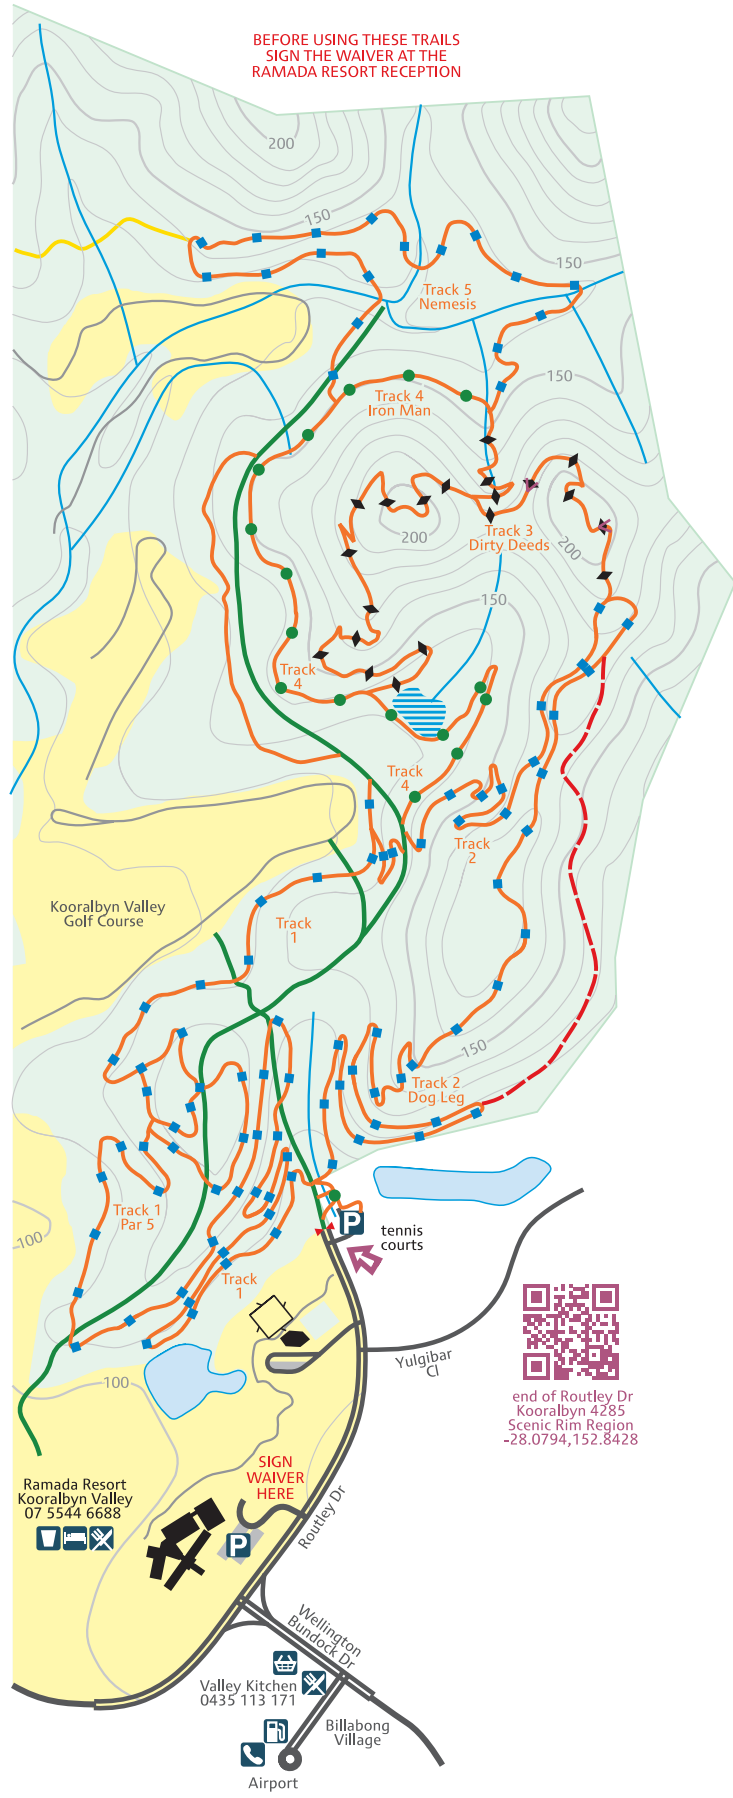 BEFORE USING THESE TRAILS
SIGN THE WAIVER AT THE
RAMADA RESORT RECEPTION
200
150
150
Track 5
Nemesis
150
Track 4
Iron Man
200
Track 3
Dirty Deeds
200
150
Track
4
Track
4
Track
2
Kooralbyn Valley
Golf Course
Track
1
150
Track 2
Dog Leg
Track 1
Par 5
100
P
tennis
courts
Track
1
Yulgibar
Cl
100
end of Routley Dr
Kooralbyn 4285
Scenic Rim Region
-28.0794,152.8428
SIGN
WAIVER
HERE
Ramada Resort
Kooralbyn Valley
07 5544 6688
P
Routley Dr
Wellington
Bundock Dr
Valley Kitchen
0435 113 171
Billabong
Village
Airport